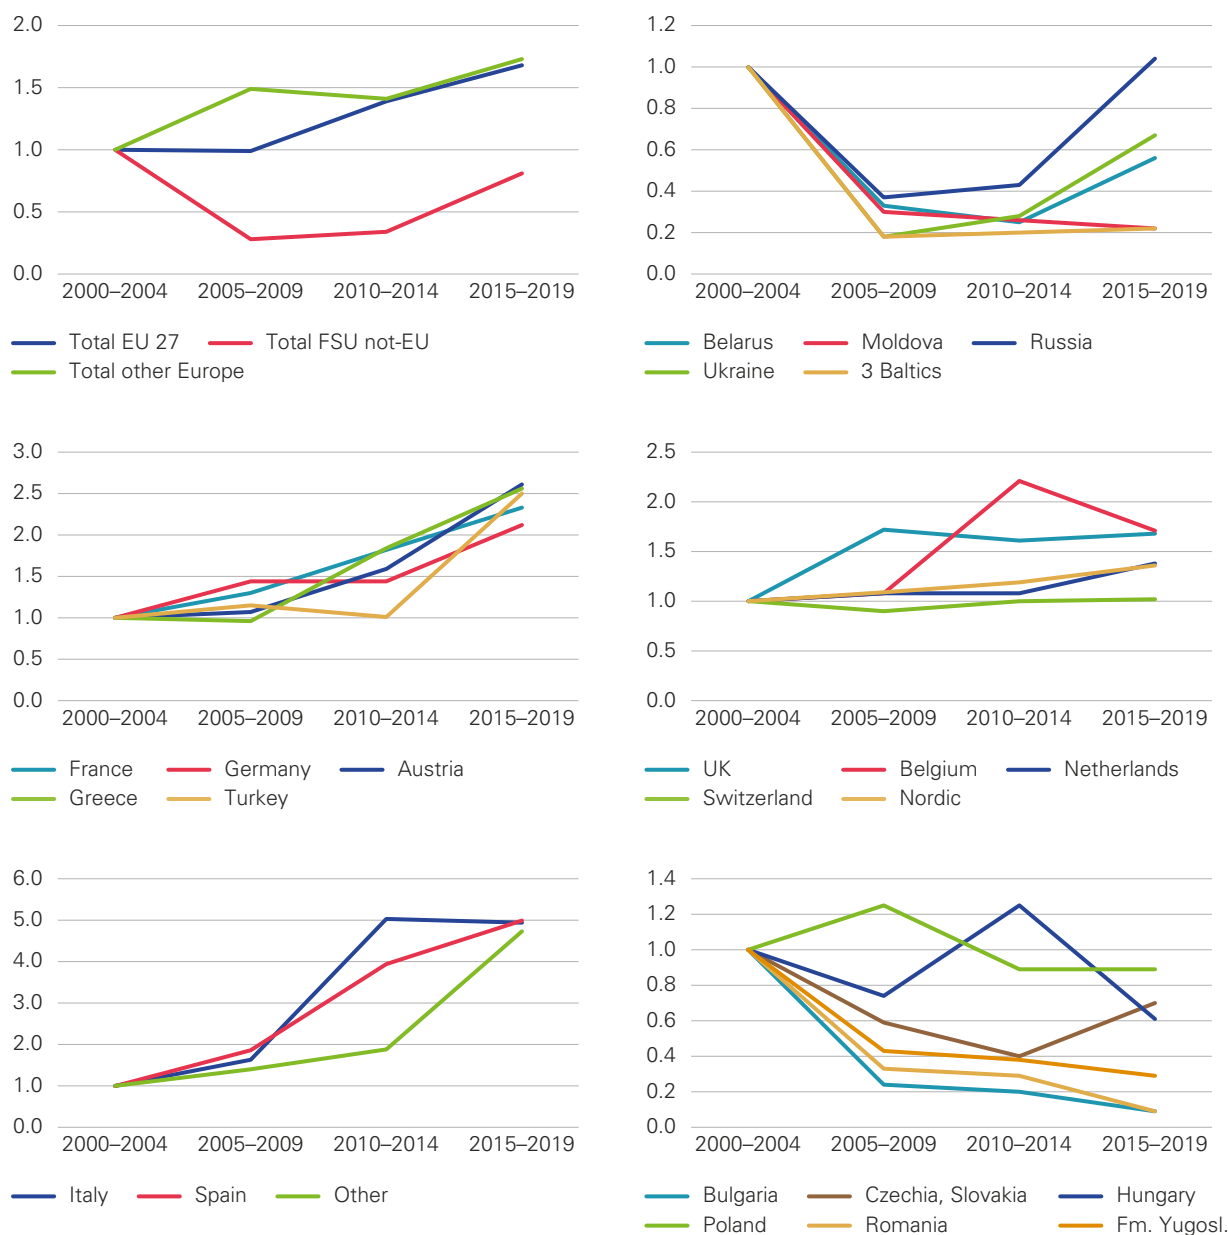 2.0
1.5
1.0
0.5
0.0
2000–2004 2005–2009 2010–2014 2015–2019
Total EU 27 Total FSU not-EU
Total other Europe
1.2
1.0
0.8
0.6
0.4
0.2
0.0
2000–2004 2005–2009 2010–2014 2015–2019
Belarus Moldova Russia
Ukraine 3 Baltics
3.0
2.5
2.0
1.5
1.0
0.5
0.0
2000–2004 2005–2009 2010–2014 2015–2019
France Germany Austria
Greece Turkey
2.5
2.0
1.5
1.0
0.5
0.0
2000–2004 2005–2009 2010–2014 2015–2019
UK Belgium Netherlands
Switzerland Nordic
6.0
5.0
4.0
3.0
2.0
1.0
0.0
2000–2004 2005–2009 2010–2014 2015–2019
Italy Spain Other
1.4
1.2
1.0
0.8
0.6
0.4
0.2
0.0
2000–2004 2005–2009 2010–2014 2015–2019
Bulgaria Czechia, Slovakia Hungary
Poland Romania Fm. Yugosl.